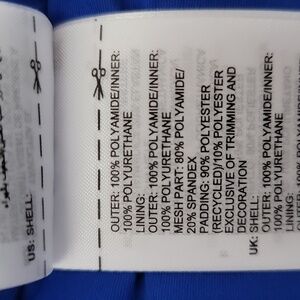 US: SHELL:
OUTER: 100% POLYAMIDE/INNER:
100% POLYURETHANE
LINING:
OUTER: 100% POLYAMIDE/INNER:
100% POLYURETHANE
MESH PART: 80% POLYAMIDE/
20% SPANDEX
PADDING: 90% POLYESTER
(RECYCLED)/10% POLYESTER
EXCLUSIVE OF TRIMMING AND
DECORATION
UK: SHELL:
OUTER: 100% POLYAMIDE/INNER:
100% POLYURETHANE
LINING: